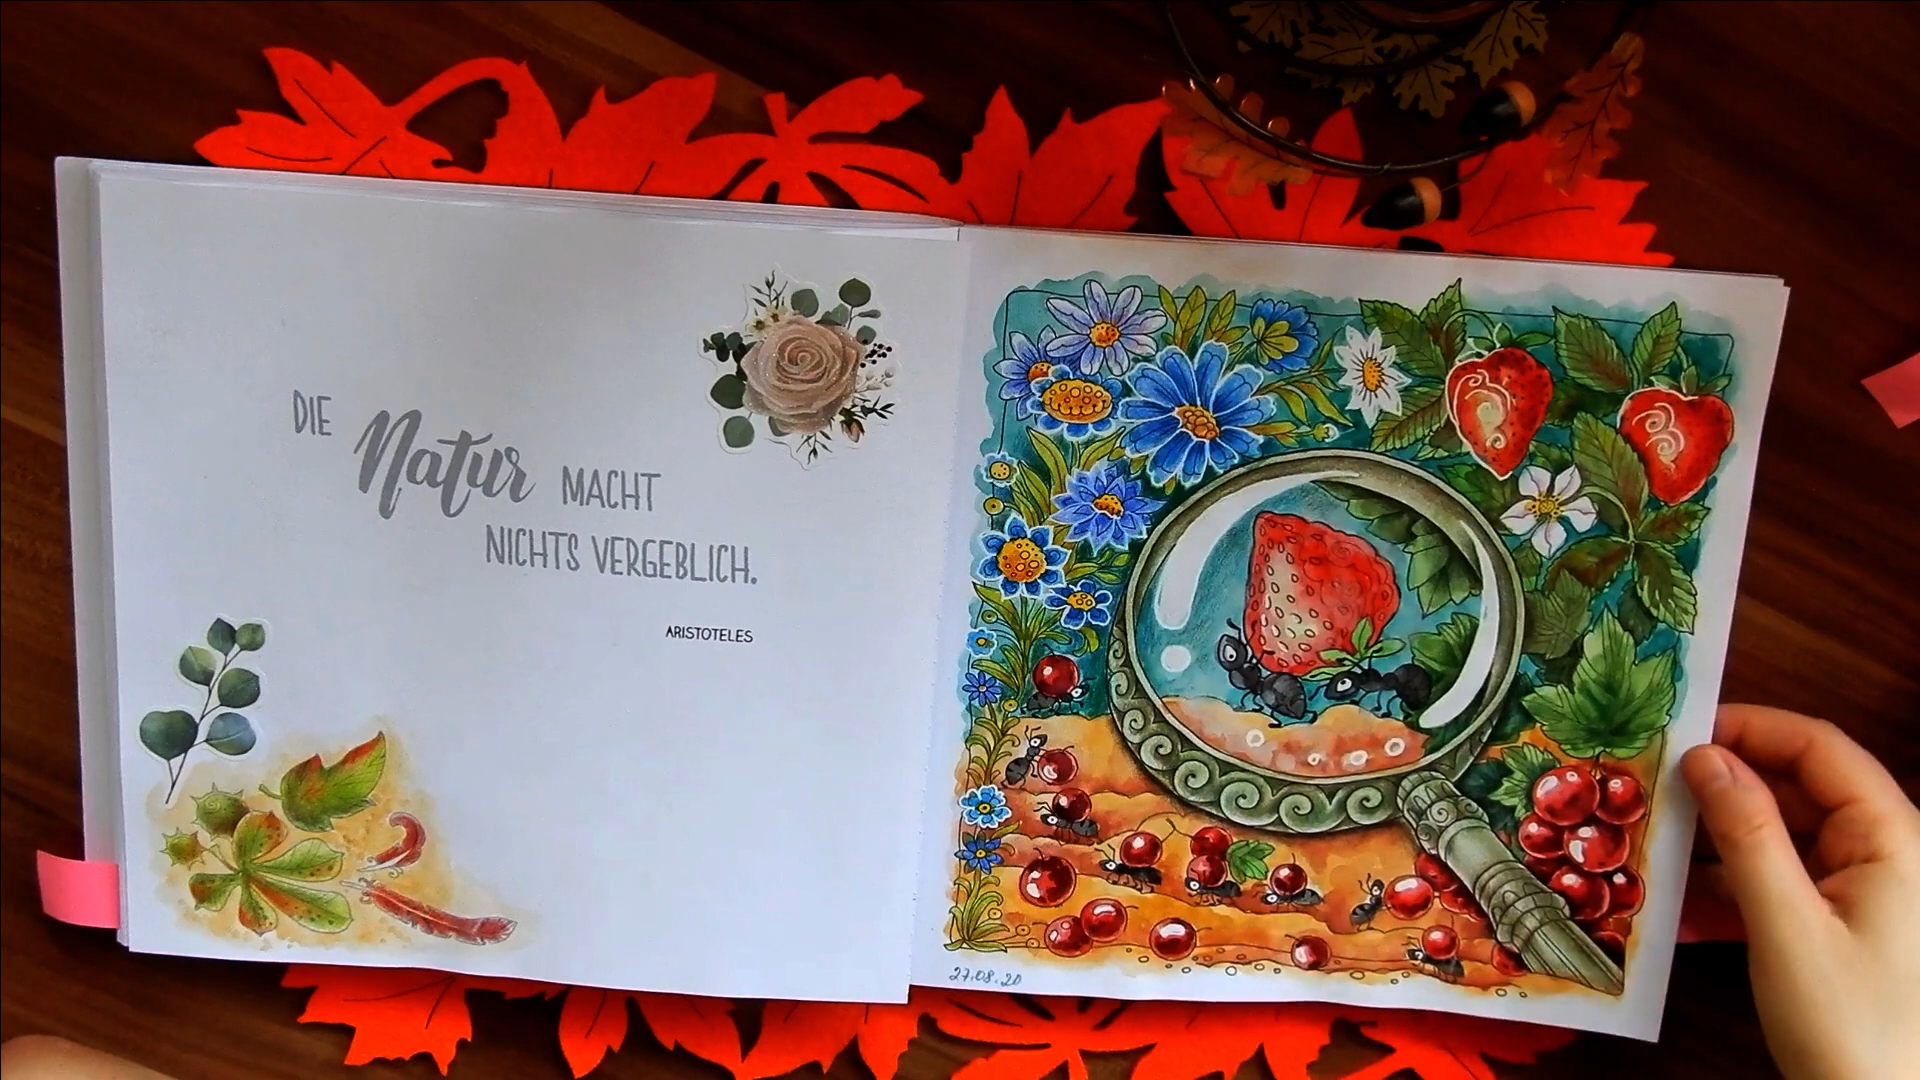 DIE Natur MACHT
NICHTS VERGEBLICH.
ARISTOTELES
27.08.20